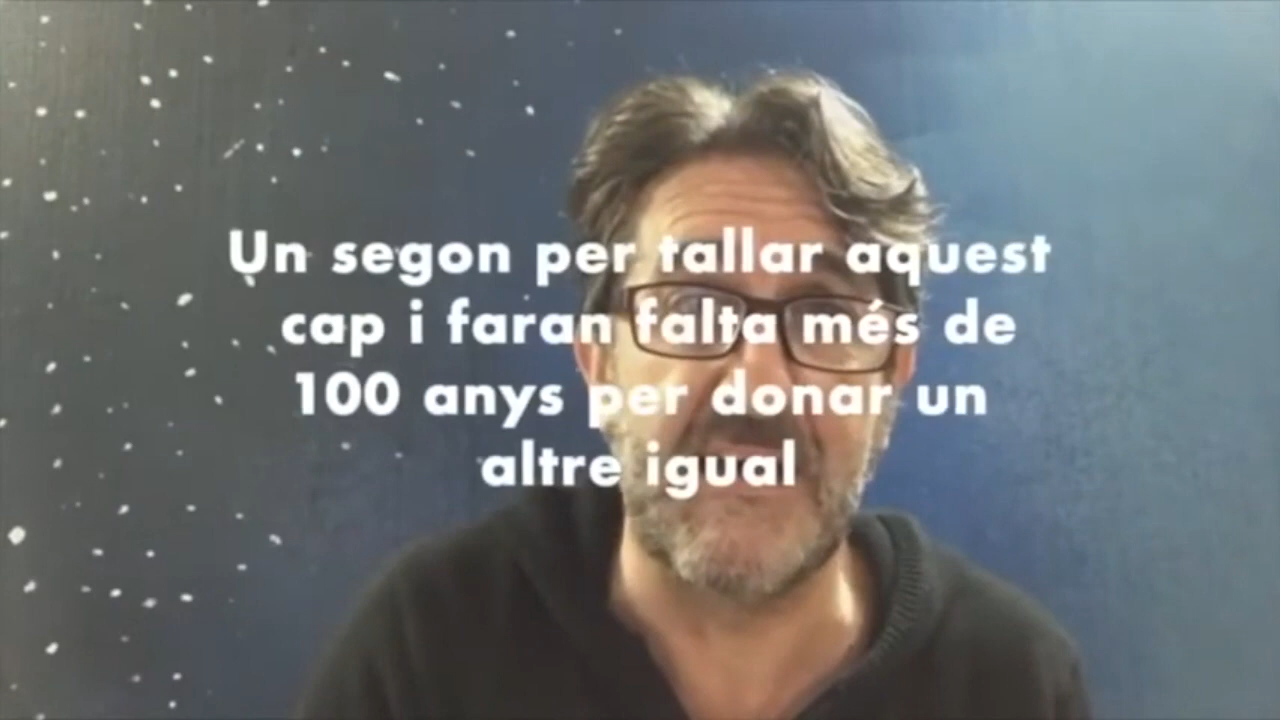 Un segon per tallar aquest
cap i faran falta més de
100 anys per donar un
altre igual